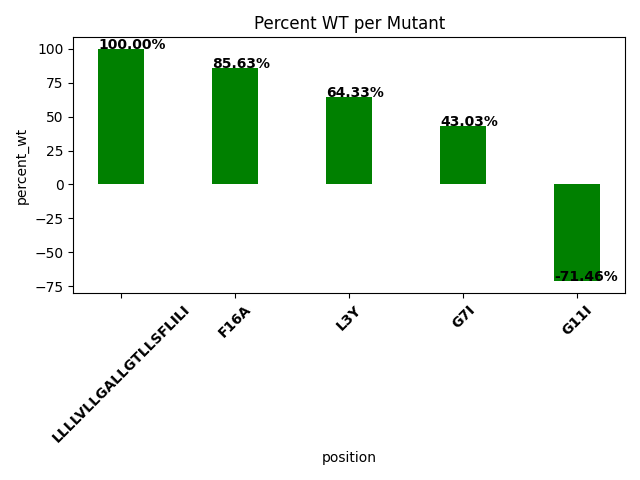 Percent WT per Mutant
100.00%
85.63%
64.33%
43.03%
-71.46%
percent_wt
100
75
50
25
0
−25
−50
−75
LLLLVLLGALLGTLLSFLILI
F16A
L3Y
G7I
G11I
position